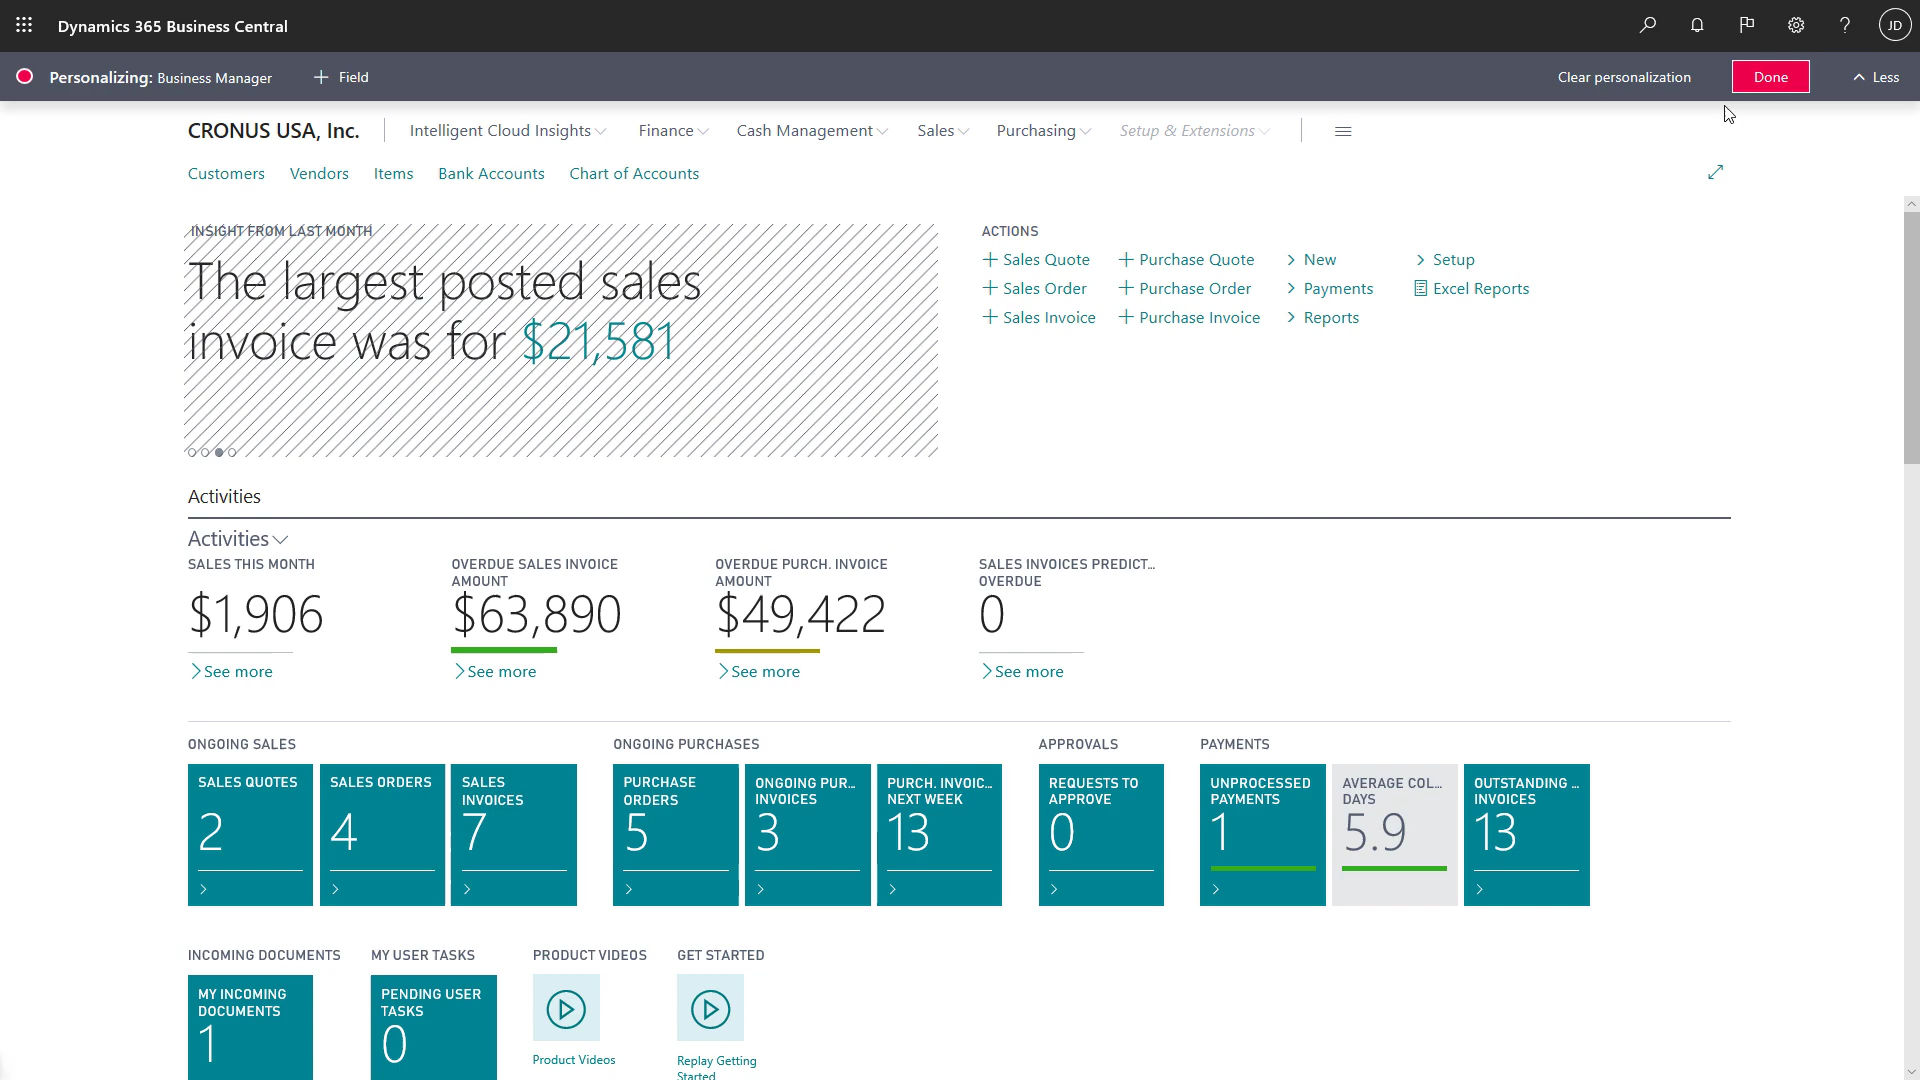 Dynamics 365 Business Central
JD
Personalizing: Business Manager
Field
Clear personalization
Done
Less
CRONUS USA, Inc.
Intelligent Cloud Insights
Finance
Cash Management
Sales
Purchasing
Setup & Extensions
Customers
Vendors
Items
Bank Accounts
Chart of Accounts
INSIGHT FROM LAST MONTH
The largest posted sales
invoice was for $21,581
ACTIONS
Sales Quote
Purchase Quote
New
Setup
Sales Order
Purchase Order
Payments
Excel Reports
Sales Invoice
Purchase Invoice
Reports
Activities
Activities
SALES THIS MONTH
$1,906
See more
OVERDUE SALES INVOICE
AMOUNT
$63,890
See more
OVERDUE PURCH. INVOICE
AMOUNT
$49,422
See more
SALES INVOICES PREDICT...
OVERDUE
0
See more
ONGOING SALES
SALES QUOTES
2
SALES ORDERS
4
SALES
INVOICES
7
ONGOING PURCHASES
PURCHASE
ORDERS
5
ONGOING PUR...
INVOICES
3
PURCH. INVOIC...
NEXT WEEK
13
APPROVALS
REQUESTS TO
APPROVE
0
PAYMENTS
UNPROCESSED
PAYMENTS
1
AVERAGE COL...
DAYS
5.9
OUTSTANDING ...
INVOICES
13
INCOMING DOCUMENTS
MY INCOMING
DOCUMENTS
1
MY USER TASKS
PENDING USER
TASKS
0
PRODUCT VIDEOS
Product Videos
GET STARTED
Replay Getting
Started